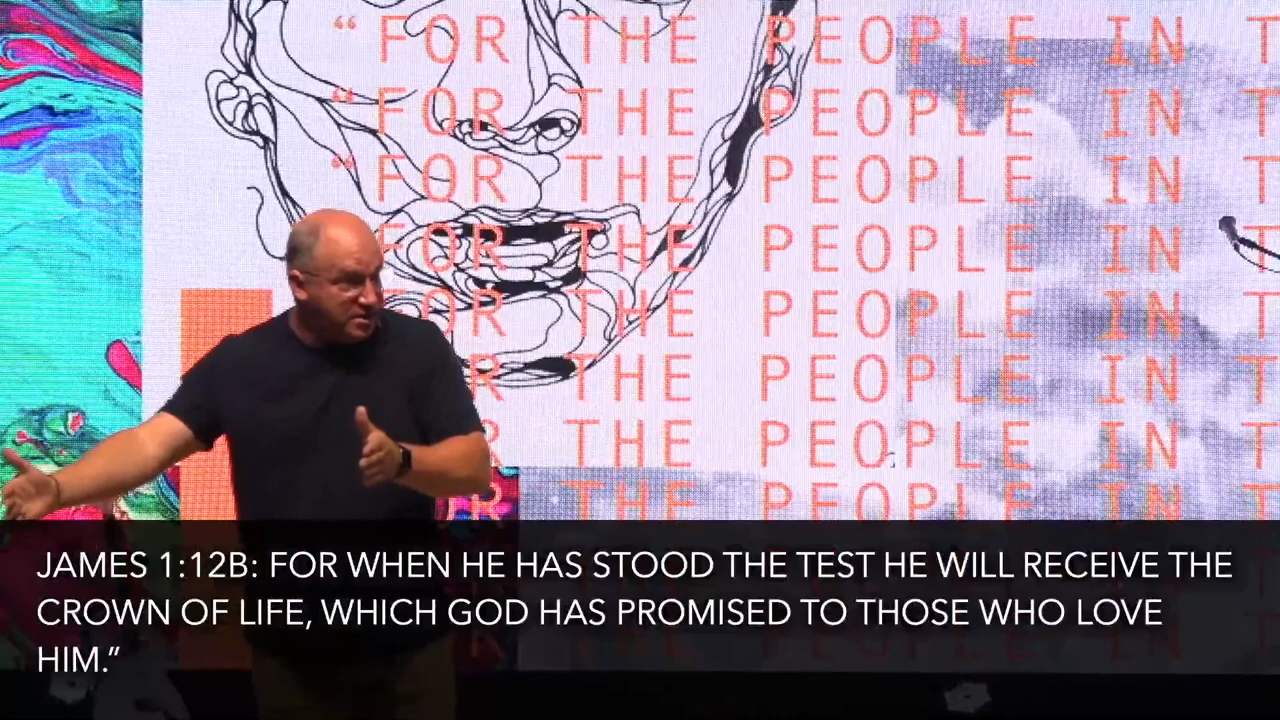 “FOR THE PEOPLE IN T
“FOR THE PEOPLE IN T
“FOR THE PEOPLE IN T
FOR THE PEOPLE IN T
FOR THE PEOPLE IN T
R THE PEOPLE IN T
R THE PEOPLE IN T
R THE PEOPLE IN T
JAMES 1:12B: FOR WHEN HE HAS STOOD THE TEST HE WILL RECEIVE THE
CROWN OF LIFE, WHICH GOD HAS PROMISED TO THOSE WHO LOVE
HIM.”